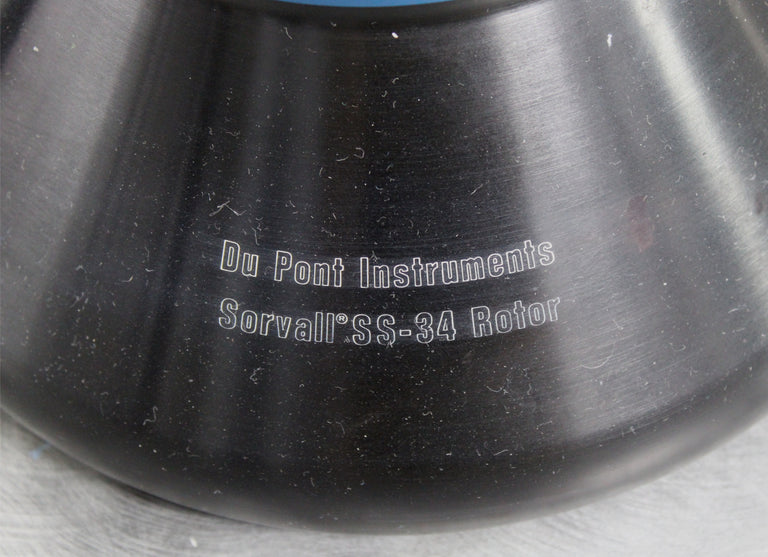 Du Pont Instruments
Sorvall® SS-34 Rotor